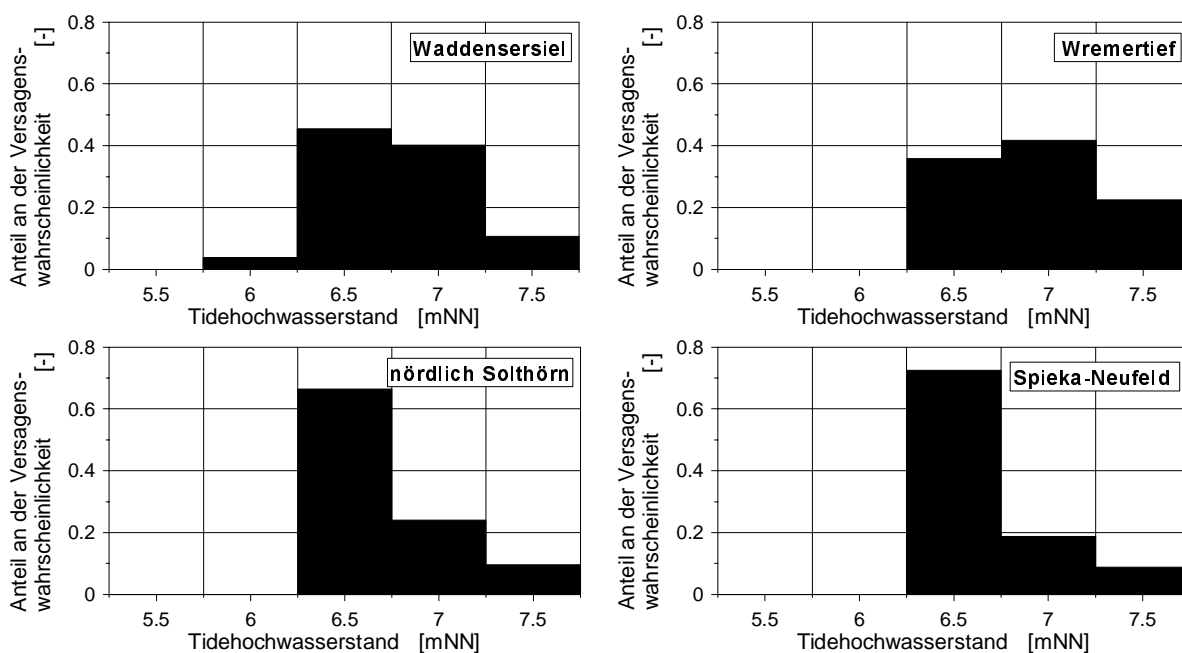 Waddensersiel
Anteil an der Versagens-
wahrscheinlichkeit [-]
0.8
0.6
0.4
0.2
0
5.5 6 6.5 7 7.5
Tidehochwasserstand [mNN]
Wremertief
Anteil an der Versagens-
wahrscheinlichkeit [-]
0.8
0.6
0.4
0.2
0
5.5 6 6.5 7 7.5
Tidehochwasserstand [mNN]
nördlich Solthörn
Anteil an der Versagens-
wahrscheinlichkeit [-]
0.8
0.6
0.4
0.2
0
5.5 6 6.5 7 7.5
Tidehochwasserstand [mNN]
Spieka-Neufeld
Anteil an der Versagens-
wahrscheinlichkeit [-]
0.8
0.6
0.4
0.2
0
5.5 6 6.5 7 7.5
Tidehochwasserstand [mNN]